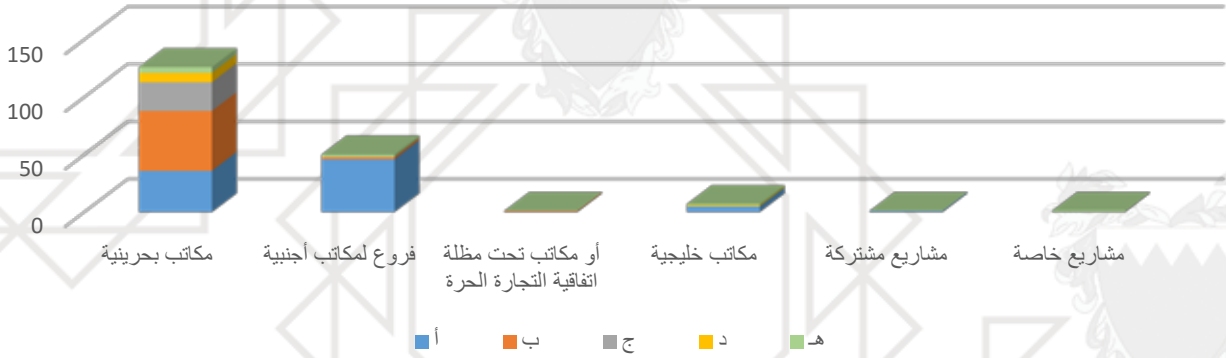 150
100
50
0
مكاتب بحرينية
فروع لمكاتب أجنبية
أو مكاتب تحت مظلة
اتفاقية التجارة الحرة
مكاتب خليجية
مشاريع مشتركة
مشاريع خاصة
أ ب ج د هـ